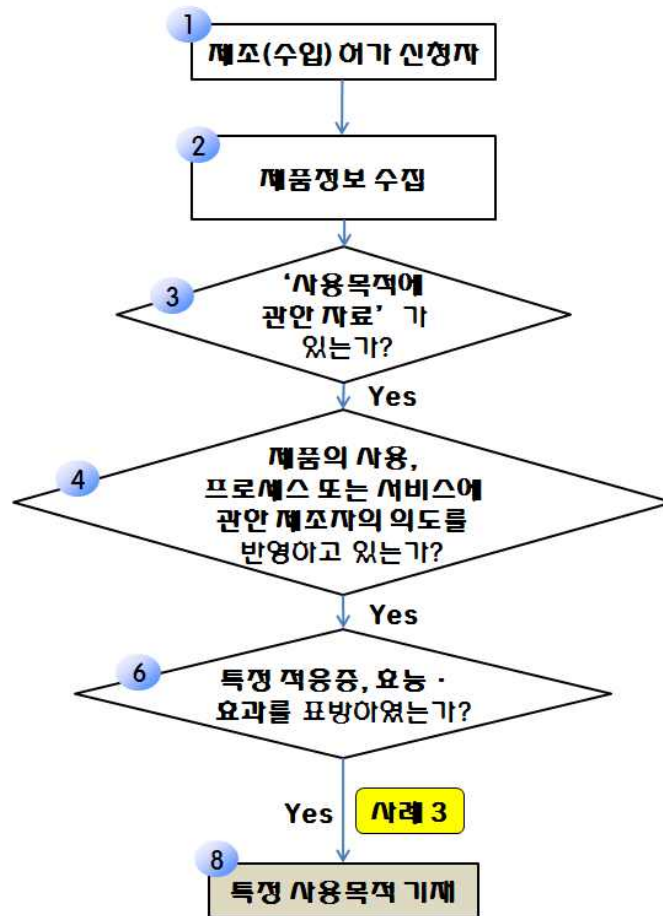 1
제조(수입) 허가 신청자
2
제품정보 수집
3
‘사용목적에
관한 자료’ 가
있는가?
Yes
4
제품의 사용,
프로세스 또는 서비스에
관한 제조자의 의도를
반영하고 있는가?
Yes
6
특정 적응증, 효능 ·
효과를 표방하였는가?
Yes
사례 3
8
특정 사용목적 기재